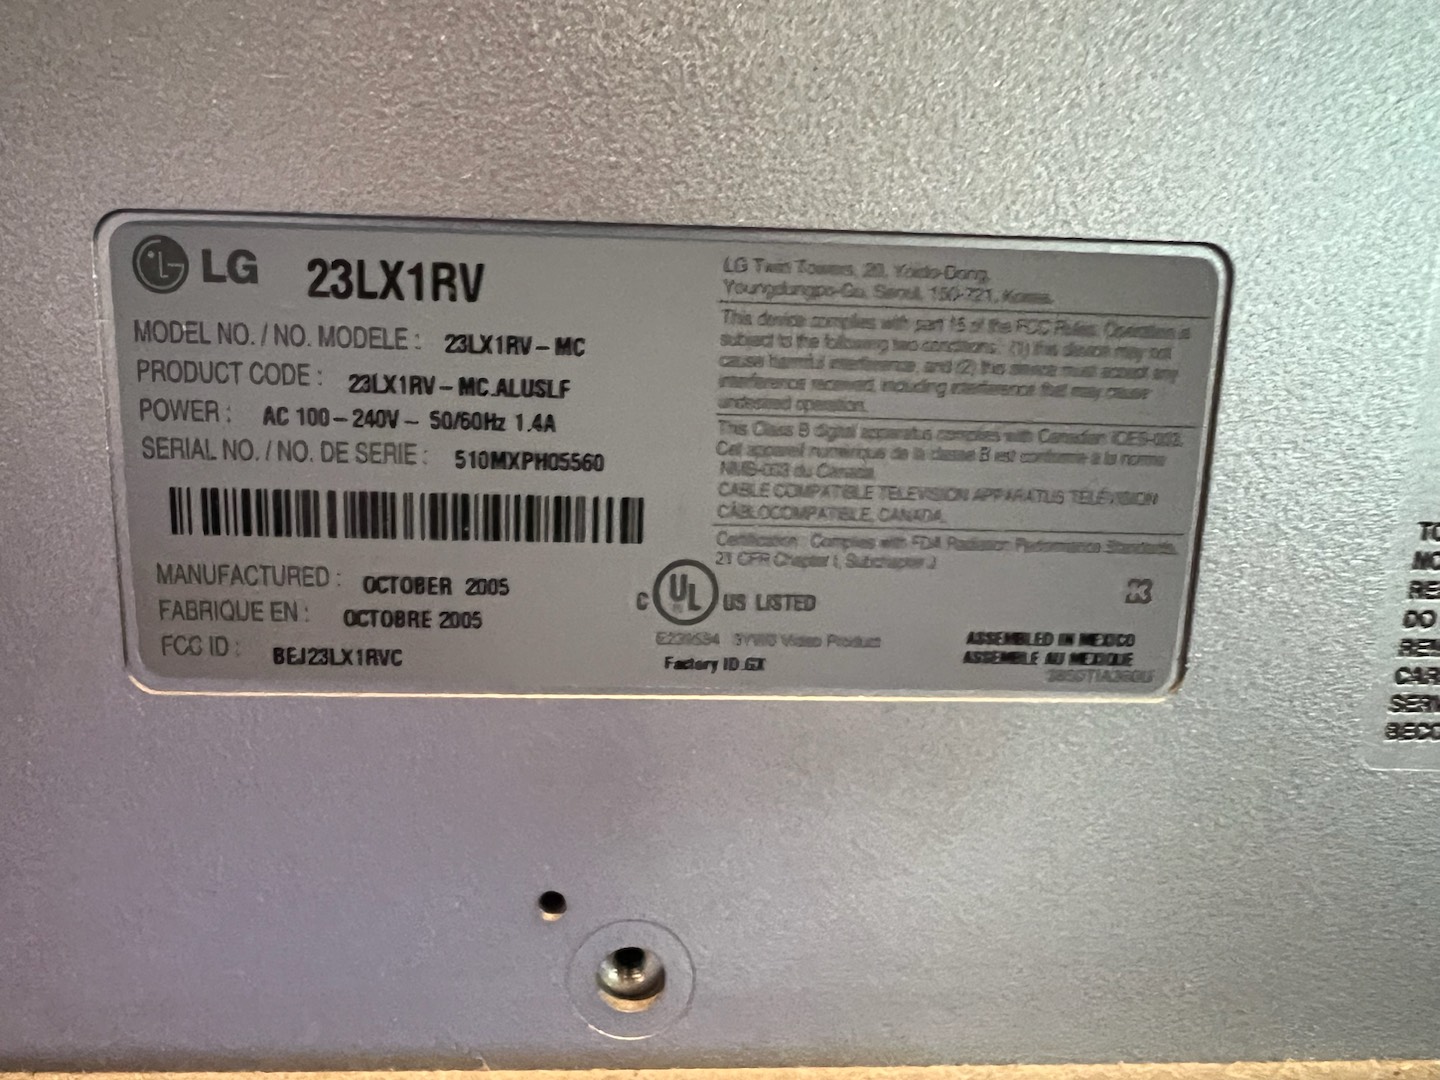 LG 23LX1RV
MODEL NO. / NO. MODELE : 23LX1RV-MC
PRODUCT CODE : 23LX1RV-MC.ALUSLF
POWER : AC 100-240V~ 50/60Hz 1.4A
SERIAL NO. / NO. DE SERIE : 510MXPH05560
MANUFACTURED : OCTOBER 2005
FABRIQUE EN : OCTOBRE 2005
FCC ID : BEJ23LX1RVC
LG Twin Towers, 20, Yoido-Dong,
Youngdungpo-Gu, Seoul, 150-721, Korea.
This device complies with part 15 of the FCC Rules. Operation is
subject to the following two conditions: (1) this device may not
cause harmful interference, and (2) this device must accept any
interference received, including interference that may cause
undesired operation.
This Class B digital apparatus complies with Canadian ICES-003.
Cet appareil numérique de la classe B est conforme à la norme
NMB-003 du Canada.
CABLE COMPATIBLE TELEVISION APPARATUS TÉLÉVISION
CÂBLOCOMPATIBLE, CANADA.
Certification : Complies with FDA Radiation Performance Standards,
21 CFR Chapter I, Subchapter J
C UL US LISTED
Video Product
Factory ID:GX
ASSEMBLED IN MEXICO
ASSEMBLE AU MEXIQUE
DO